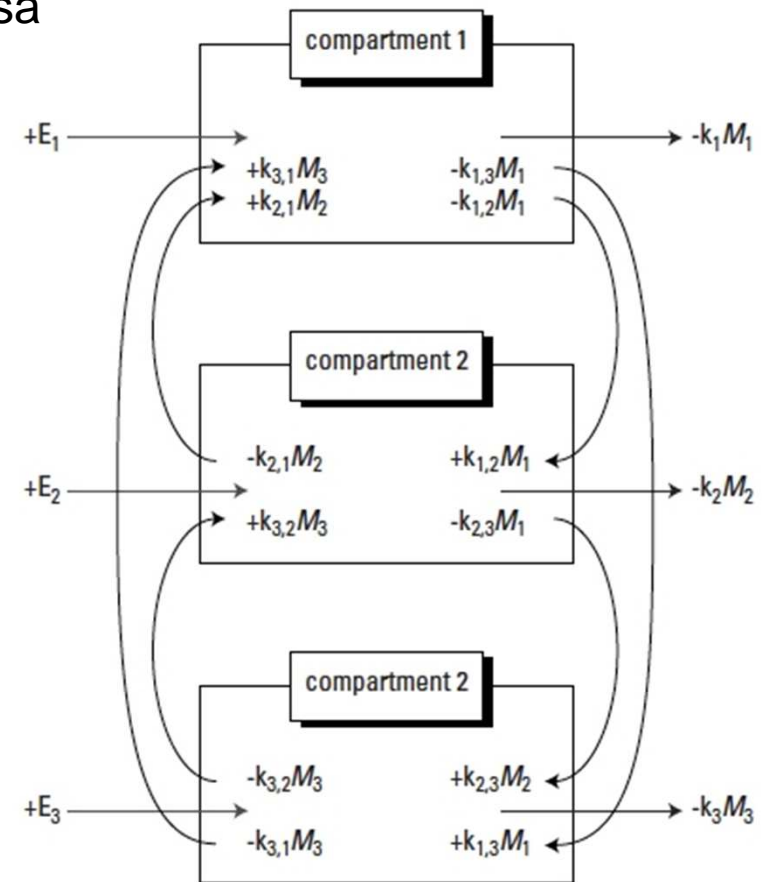 sa
compartment 1
+E₁
-k₁M₁
+k₃,₁M₃
-k₁,₃M₁
+k₂,₁M₂
-k₁,₂M₁
compartment 2
-k₂,₁M₂
+k₁,₂M₁
+E₂
-k₂M₂
+k₃,₂M₃
-k₂,₃M₁
compartment 2
-k₃,₂M₃
+k₂,₃M₂
+E₃
-k₃M₃
-k₃,₁M₃
+k₁,₃M₁